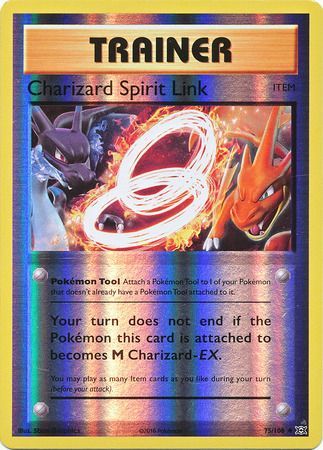 TRAINER
Charizard Spirit Link
ITEM
Pokémon Tool Attach a Pokémon Tool to 1 of your Pokémon
that doesn't already have a Pokémon Tool attached to it.
Your turn does not end if the
Pokémon this card is attached to
becomes M Charizard-EX.
You may play as many Item cards as you like during your turn
(before your attack).
Illus.
©2016 Pokémon
75/108